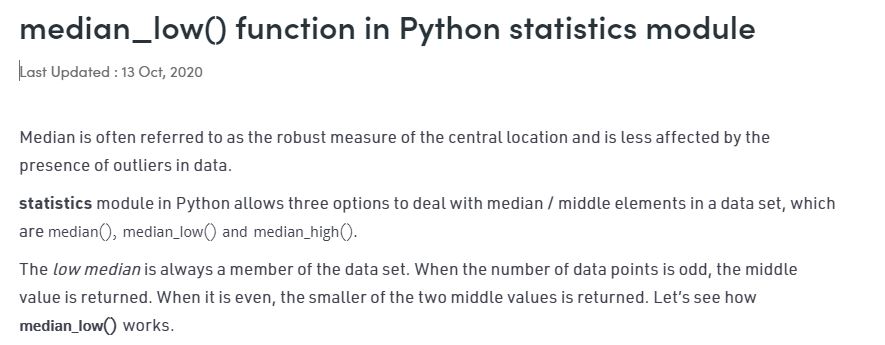 median_low() function in Python statistics module
Last Updated : 13 Oct, 2020
Median is often referred to as the robust measure of the central location and is less affected by the
presence of outliers in data.
statistics module in Python allows three options to deal with median / middle elements in a data set, which
are median(), median_low() and median_high().
The low median is always a member of the data set. When the number of data points is odd, the middle
value is returned. When it is even, the smaller of the two middle values is returned. Let's see how
median_low() works.